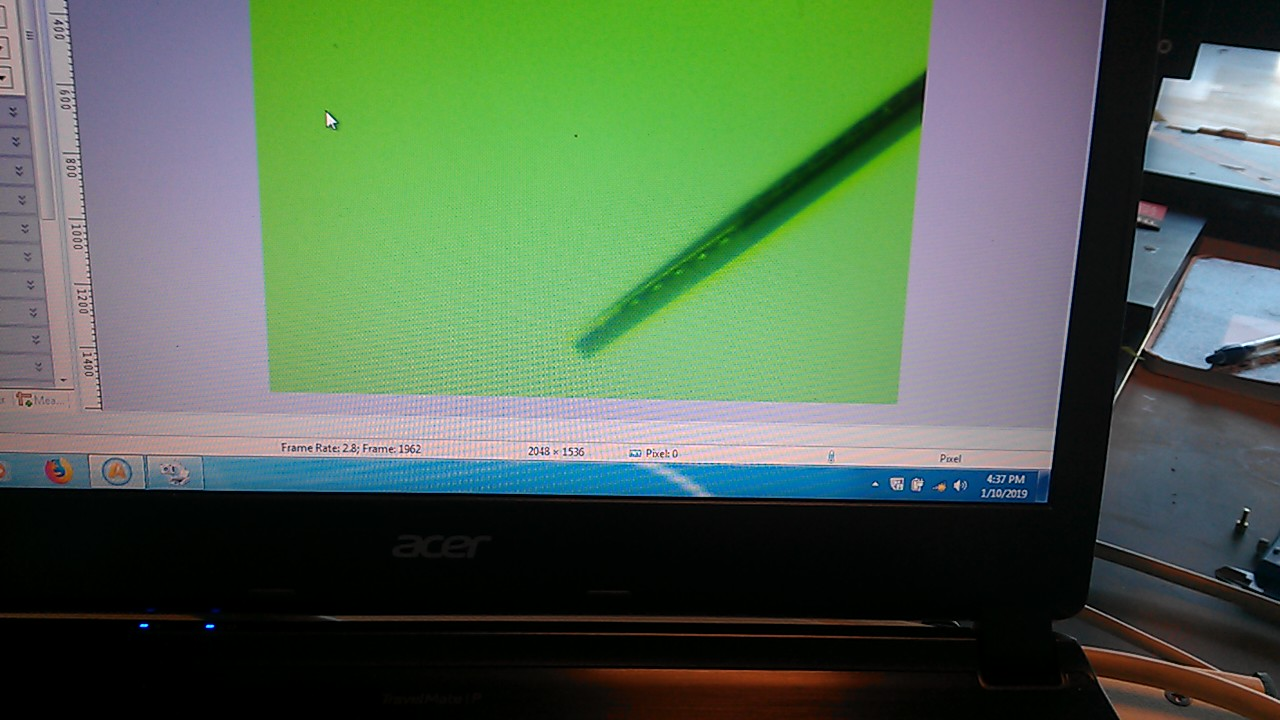 400
600
800
1000
1200
1400
Mea...
Frame Rate: 2.8; Frame: 1962
2048 × 1536
Pixel: 0
Pixel
4:37 PM
1/10/2019
acer